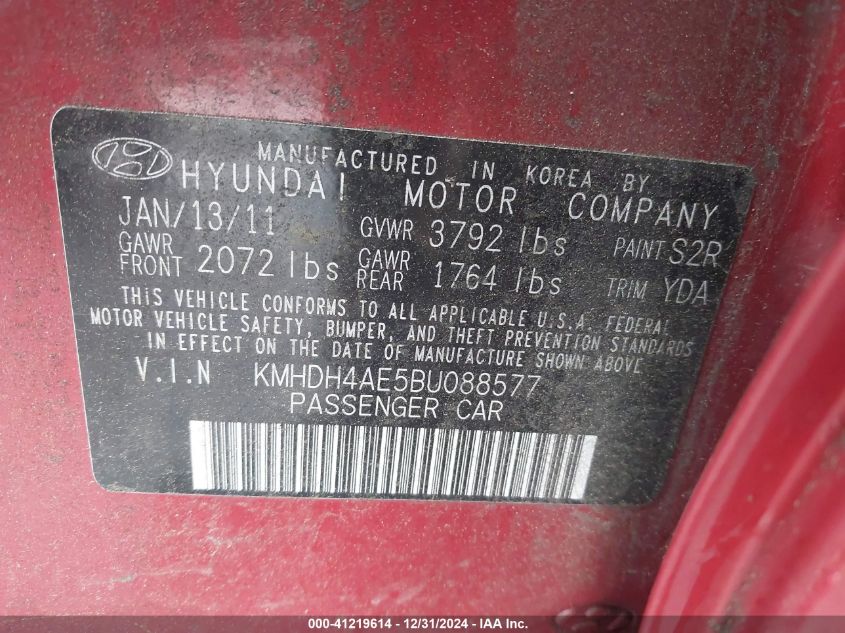 MANUFACTURED IN KOREA BY
HYUNDAI MOTOR COMPANY
JAN/13/11 GVWR 3792 lbs PAINT S2R
GAWR FRONT 2072 lbs GAWR REAR 1764 lbs TRIM YDA
THIS VEHICLE CONFORMS TO ALL APPLICABLE U.S.A. FEDERAL
MOTOR VEHICLE SAFETY, BUMPER, AND THEFT PREVENTION STANDARDS
IN EFFECT ON THE DATE OF MANUFACTURE SHOWN ABOVE
V.I.N KMHDH4AE5BU088577
PASSENGER CAR
000-41219614 - 12/31/2024 - IAA Inc.